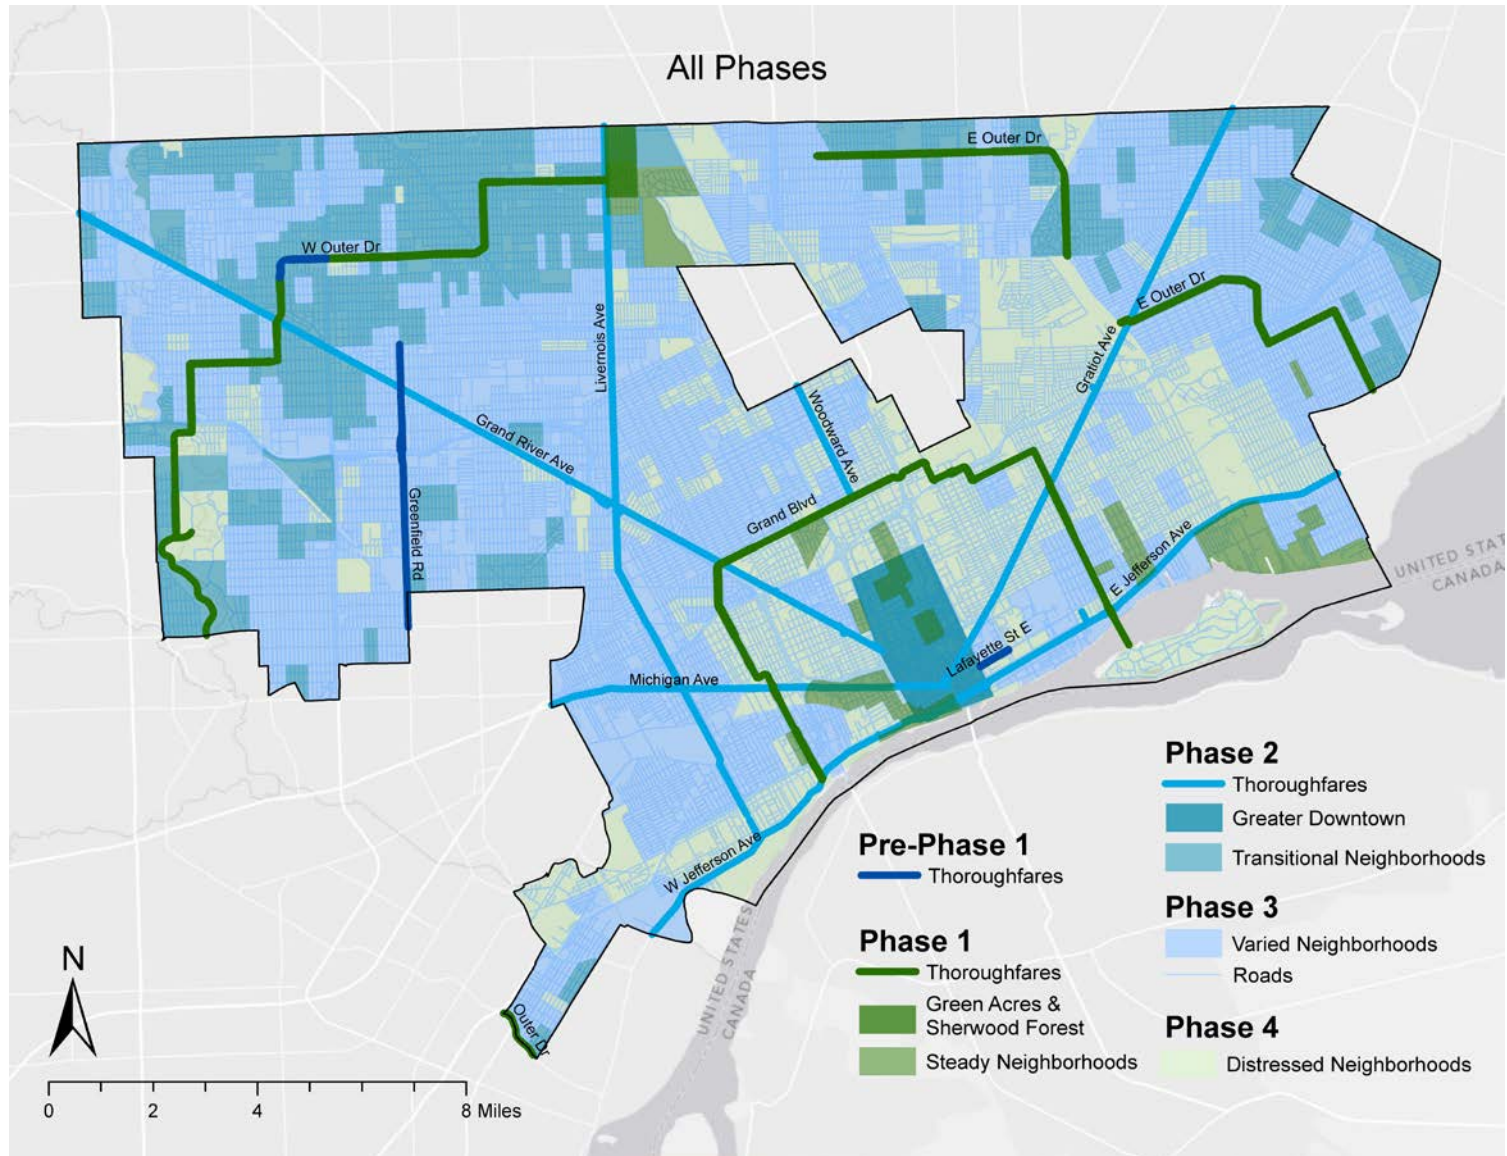 All Phases
E Outer Dr
W Outer Dr
E Outer Dr
Livernois Ave
Gratiot Ave
Woodward Ave
Grand River Ave
Greenfield Rd
Grand Blvd
E Jefferson Ave
UNITED STAT
CANADA
Lafayette St E
Michigan Ave
W Jefferson Ave
UNITED STATES
CANADA
Outer Dr
N
0 2 4 8 Miles
Pre-Phase 1
Thoroughfares
Phase 1
Thoroughfares
Green Acres &
Sherwood Forest
Steady Neighborhoods
Phase 2
Thoroughfares
Greater Downtown
Transitional Neighborhoods
Phase 3
Varied Neighborhoods
Roads
Phase 4
Distressed Neighborhoods